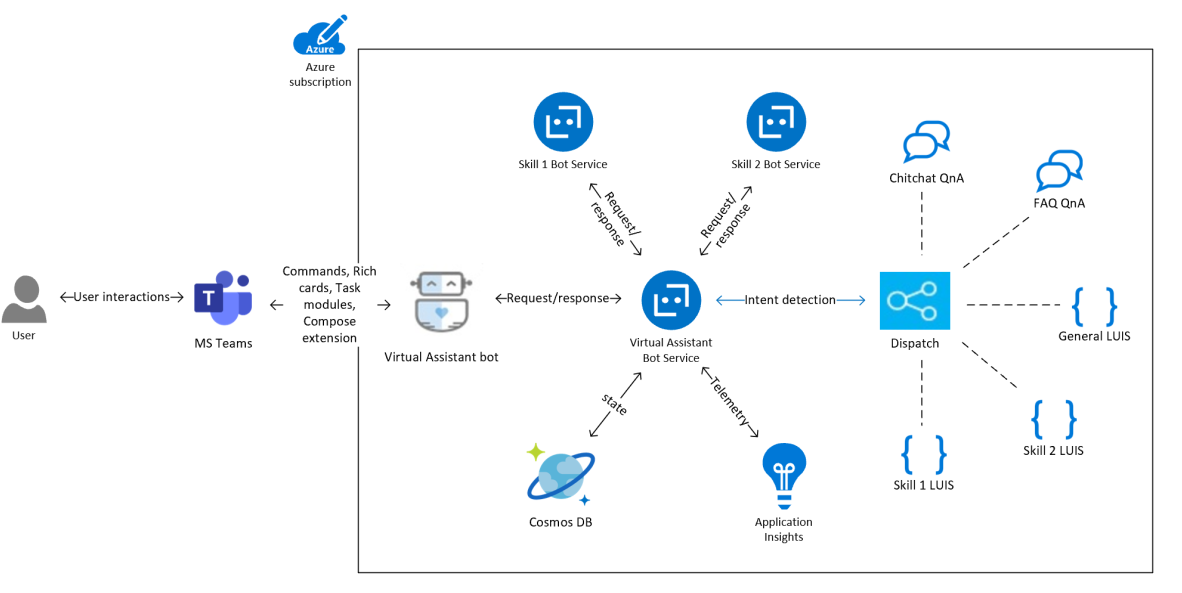 Azure
Azure
subscription
Skill 1 Bot Service
Skill 2 Bot Service
Chitchat QnA
FAQ QnA
Request/
response
Request/
response
User interactions
Commands, Rich
cards, Task
modules,
Compose
extension
Request/response
Intent detection
T
User
MS Teams
Virtual Assistant bot
Virtual Assistant
Bot Service
Dispatch
{ }
General LUIS
state
Telemetry
{ }
Skill 2 LUIS
{ }
Skill 1 LUIS
Cosmos DB
Application
Insights